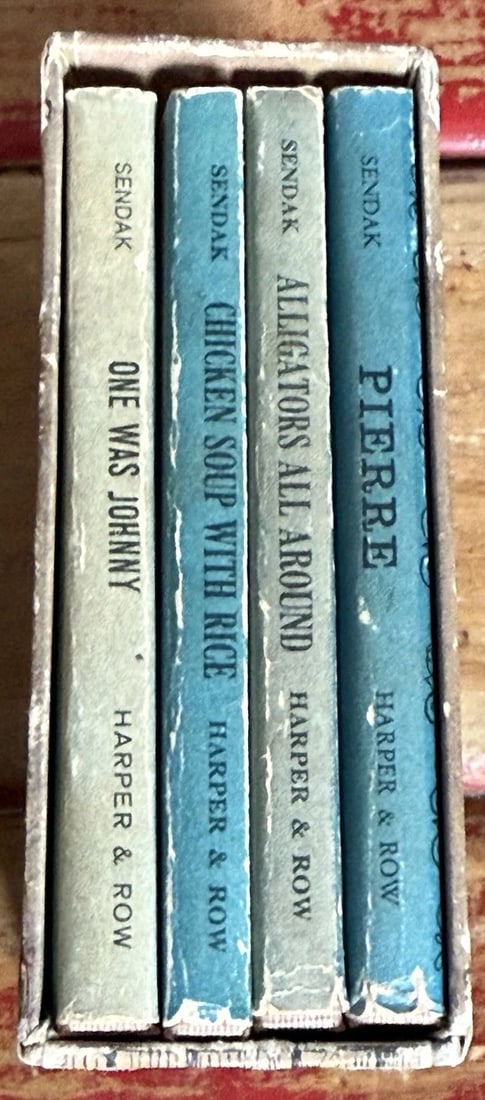 SENDAK ONE WAS JOHNNY HARPER & ROW
SENDAK CHICKEN SOUP WITH RICE HARPER & ROW
SENDAK ALLIGATORS ALL AROUND HARPER & ROW
SENDAK PIERRE HARPER & ROW